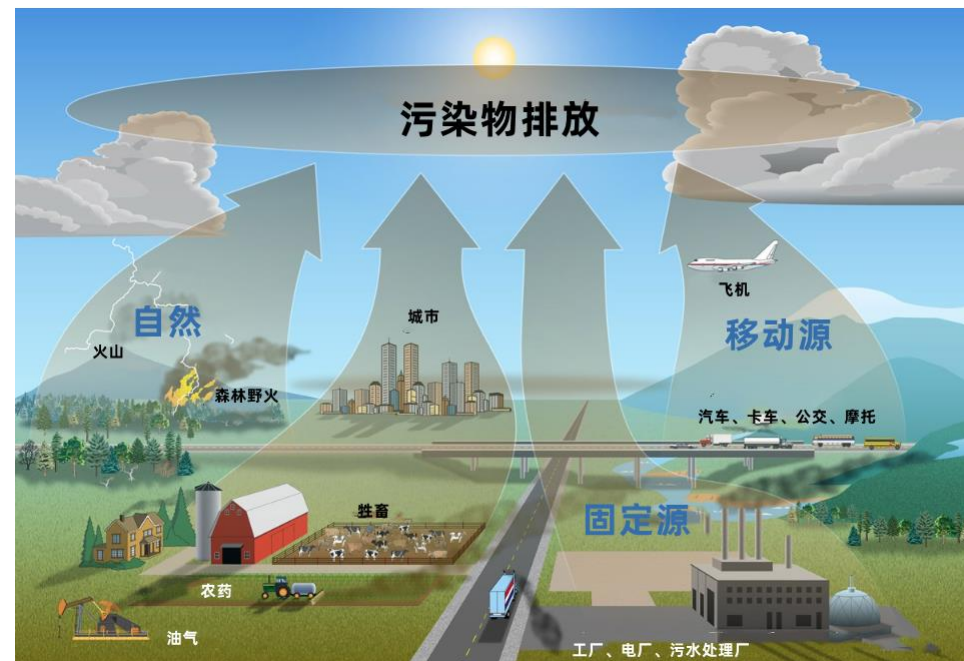 污染物排放
飞机
自然
城市
移动源
火山
森林野火
汽车、卡车、公交、摩托
牲畜
固定源
农药
油气
工厂、电厂、污水处理厂